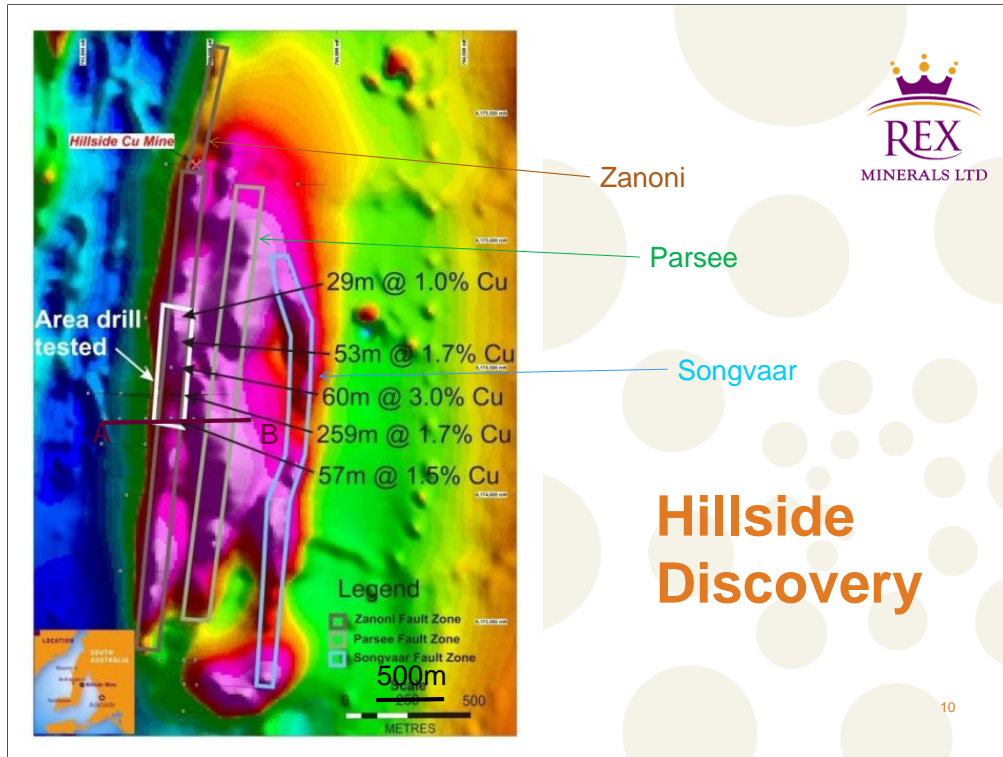 Hillside Cu Mine
Zanoni
Parsee
29m @ 1.0% Cu
Area drill
tested
53m @ 1.7% Cu
Songvaar
60m @ 3.0% Cu
A
B
259m @ 1.7% Cu
57m @ 1.5% Cu
Legend
Zanoni Fault Zone
Parsee Fault Zone
Songvaar Fault Zone
500m
Scale
0 250 500
METRES
LOCATION
SOUTH
AUSTRALIA
Hillside Mine
Adelaide
REX
MINERALS LTD
Hillside
Discovery
10